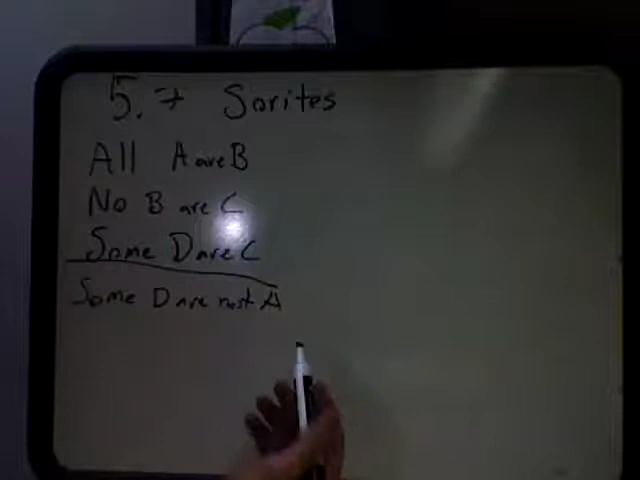 5.7 Sorites
All A are B
No B are C
Some D are C
Some D are not A